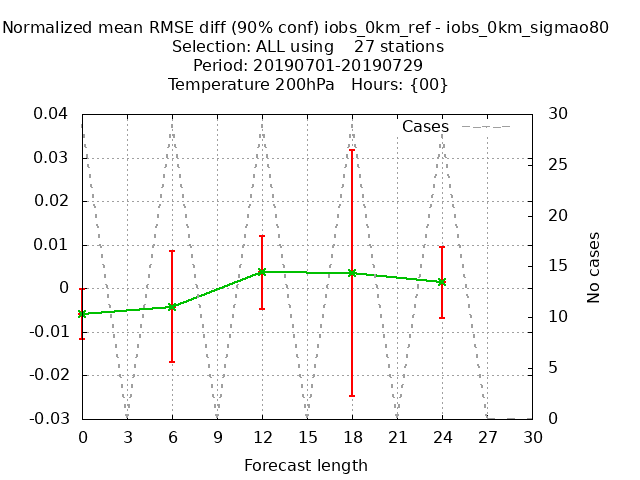 Normalized mean RMSE diff (90% conf) iobs_0km_ref - iobs_0km_sigmao80
Selection: ALL using    27 stations
Period: 20190701-20190729
Temperature 200hPa   Hours: {00}
Cases
0.04
0.03
0.02
0.01
0
-0.01
-0.02
-0.03
30
25
20
15
10
5
0
No cases
0 3 6 9 12 15 18 21 24 27 30
Forecast length